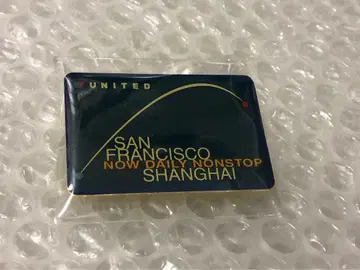 UNITED
SAN
FRANCISCO
NOW DAILY NONSTOP
SHANGHAI